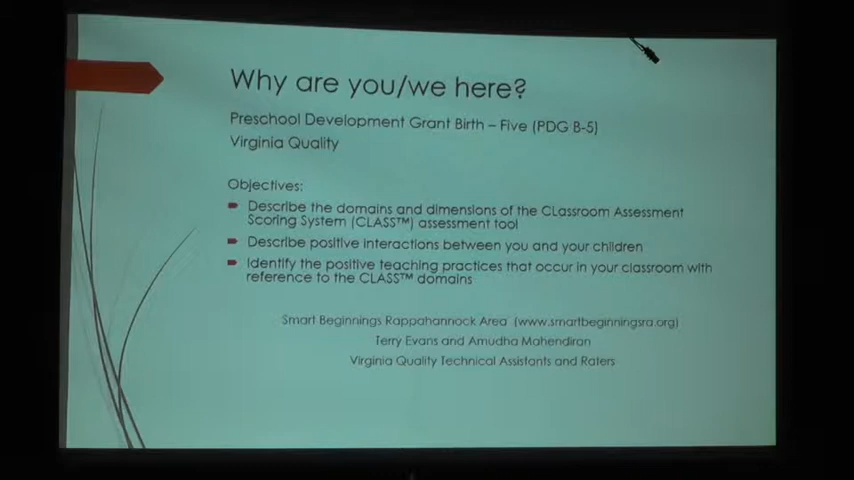 Why are you/we here?
Preschool Development Grant Birth – Five (PDG B-5)
Virginia Quality
Objectives:
Describe the domains and dimensions of the CLassroom Assessment
Scoring System (CLASS™) assessment tool
Describe positive interactions between you and your children
Identify the positive teaching practices that occur in your classroom with
reference to the CLASS™ domains
Smart Beginnings Rappahannock Area (www.smartbeginningsra.org)
Terry Evans and Amudha Mahendiran
Virginia Quality Technical Assistants and Raters